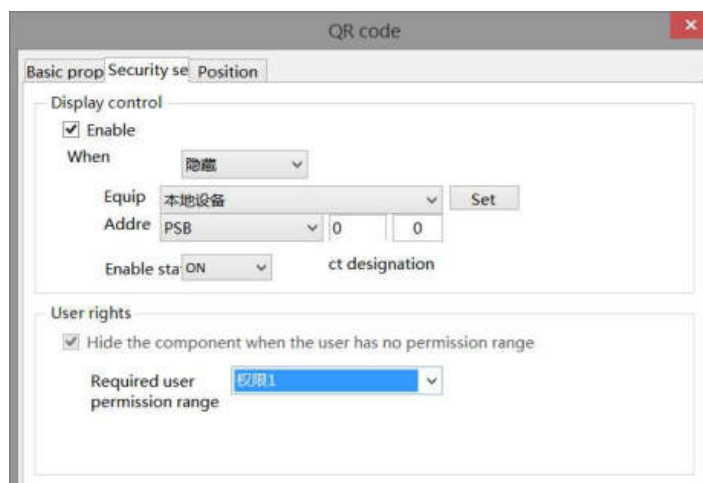 QR code
Basic prop Security se Position
Display control
Enable
When 隐藏
Equip 本地设备 Set
Addre PSB 0 0
Enable sta ON ct designation
User rights
Hide the component when the user has no permission range
Required user 权限1
permission range